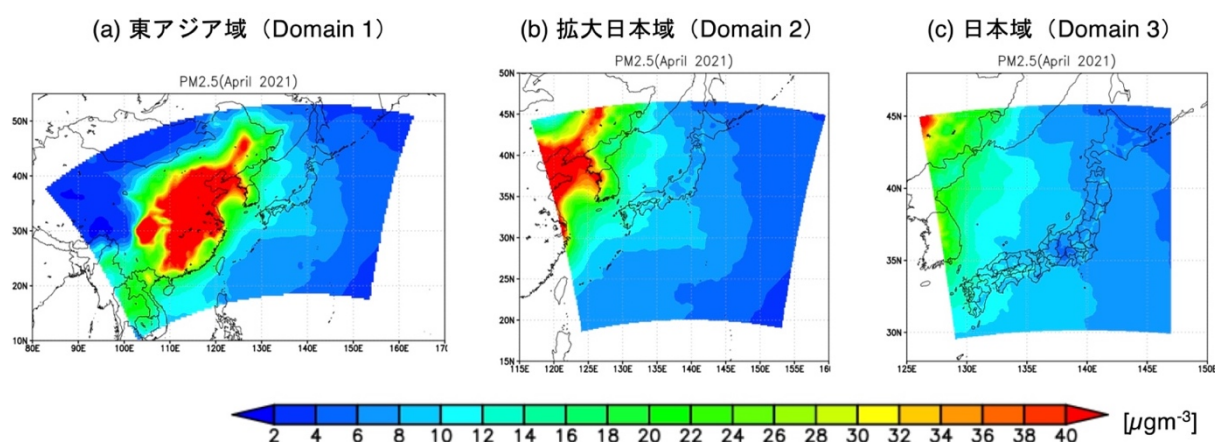 (a) 東アジア域（Domain 1）
(b) 拡大日本域（Domain 2）
(c) 日本域（Domain 3）
PM2.5(April 2021)
PM2.5(April 2021)
PM2.5(April 2021)
50N
40N
30N
20N
10N
80E 90E 100E 110E 120E 130E 140E 150E 160E 170
50N
45N
40N
35N
30N
25N
20N
15N
115E 120E 125E 130E 135E 140E 145E 150E 155E 160E
45N
40N
35N
30N
125E 130E 135E 140E 145E 150E
2 4 6 8 10 12 14 16 18 20 22 24 26 28 30 32 34 36 38 40
[μgm-3]